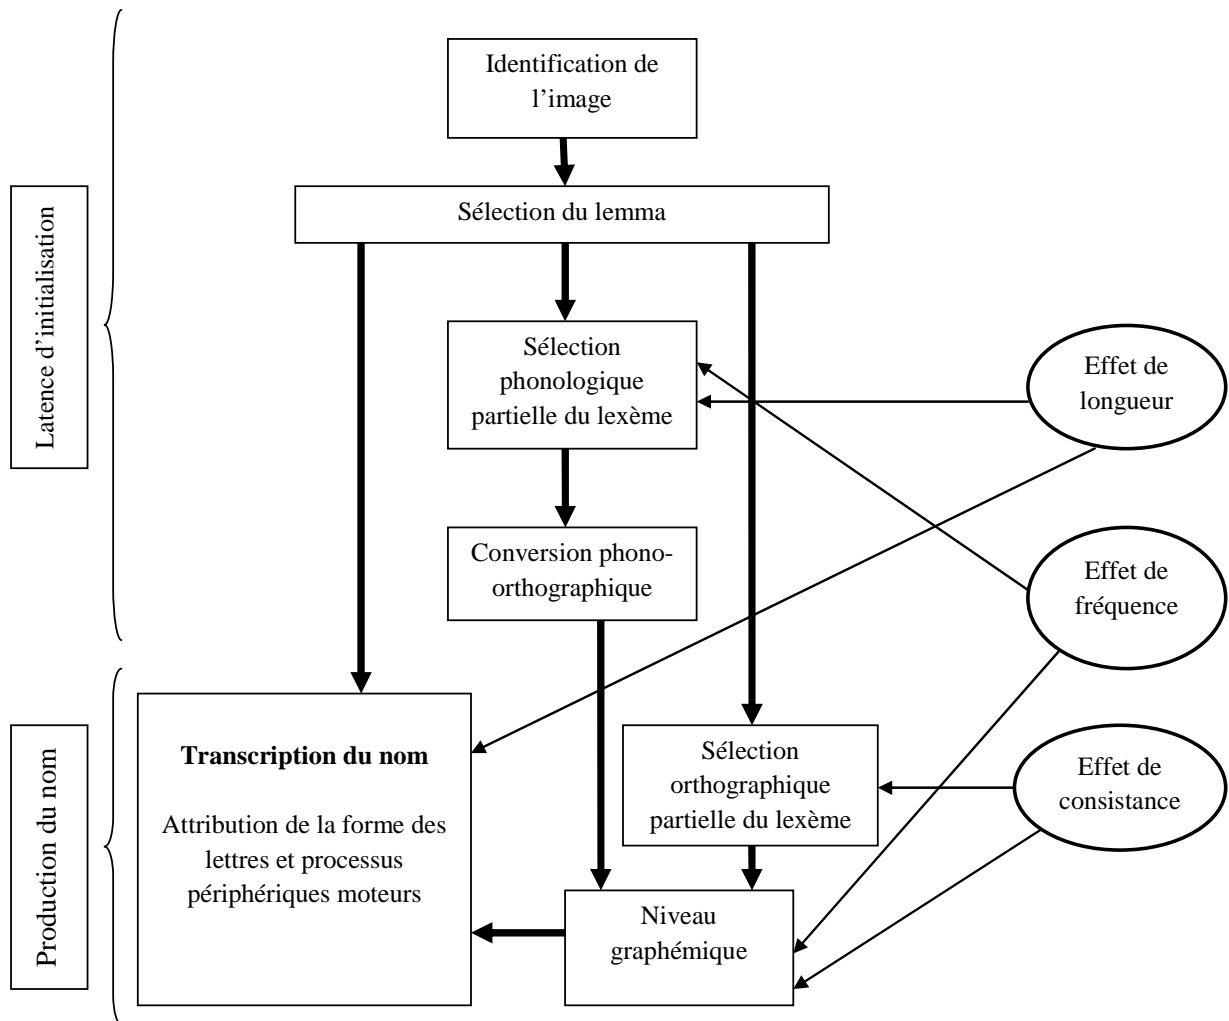 Identification de
l’image
Sélection du lemma
Latence d’initialisation
Sélection
phonologique
partielle du lexème
Effet de
longueur
Conversion phono-
orthographique
Effet de
fréquence
Production du nom
Transcription du nom
Attribution de la forme des
lettres et processus
périphériques moteurs
Sélection
orthographique
partielle du lexème
Effet de
consistance
Niveau
graphémique